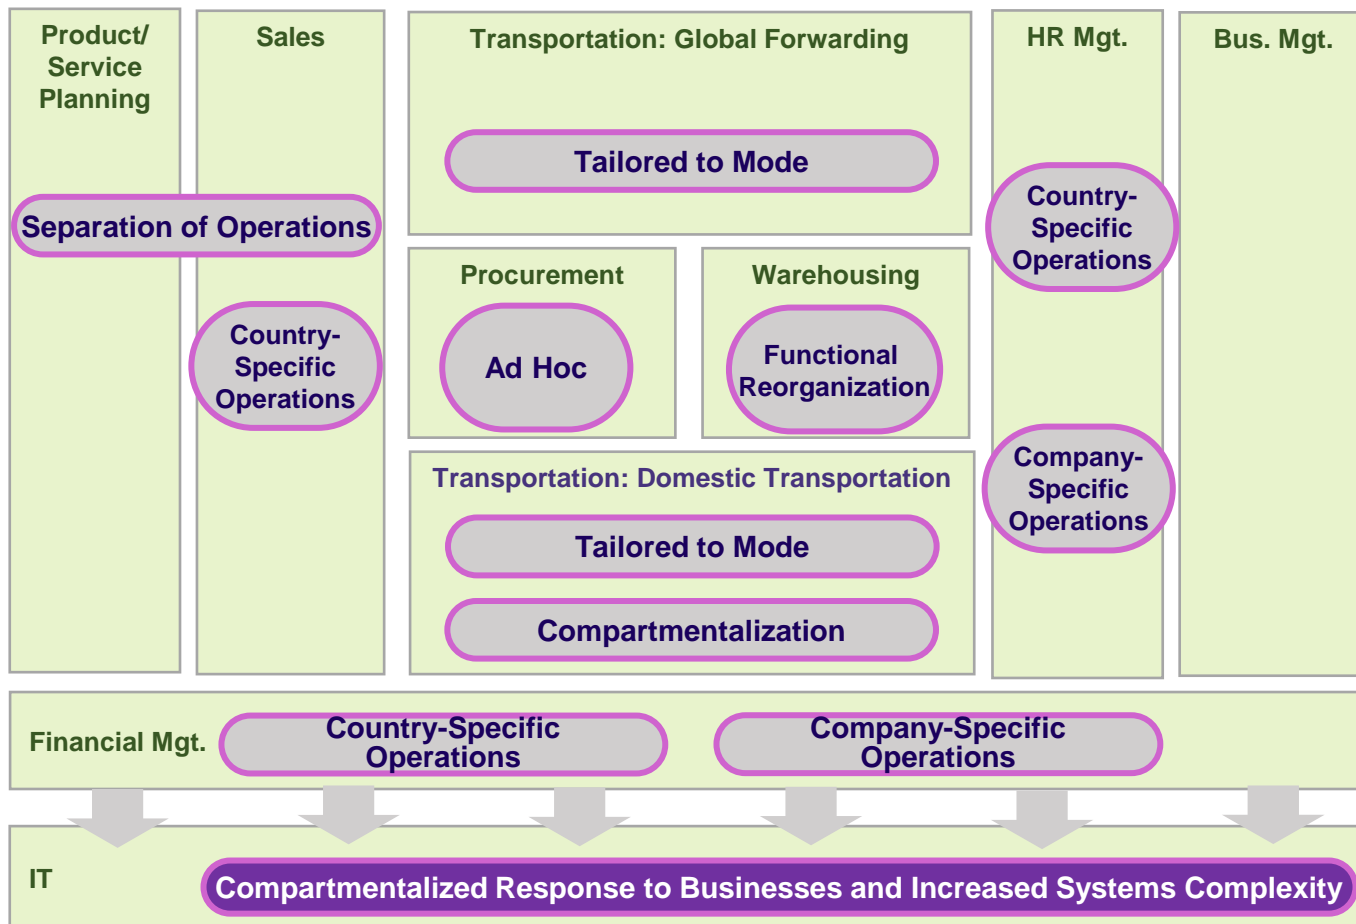 Product/
Service
Planning
Sales
Transportation: Global Forwarding
HR Mgt.
Bus. Mgt.
Tailored to Mode
Separation of Operations
Country-
Specific
Operations
Procurement
Warehousing
Country-
Specific
Operations
Ad Hoc
Functional
Reorganization
Transportation: Domestic Transportation
Company-
Specific
Operations
Tailored to Mode
Compartmentalization
Financial Mgt.
Country-Specific
Operations
Company-Specific
Operations
IT
Compartmentalized Response to Businesses and Increased Systems Complexity